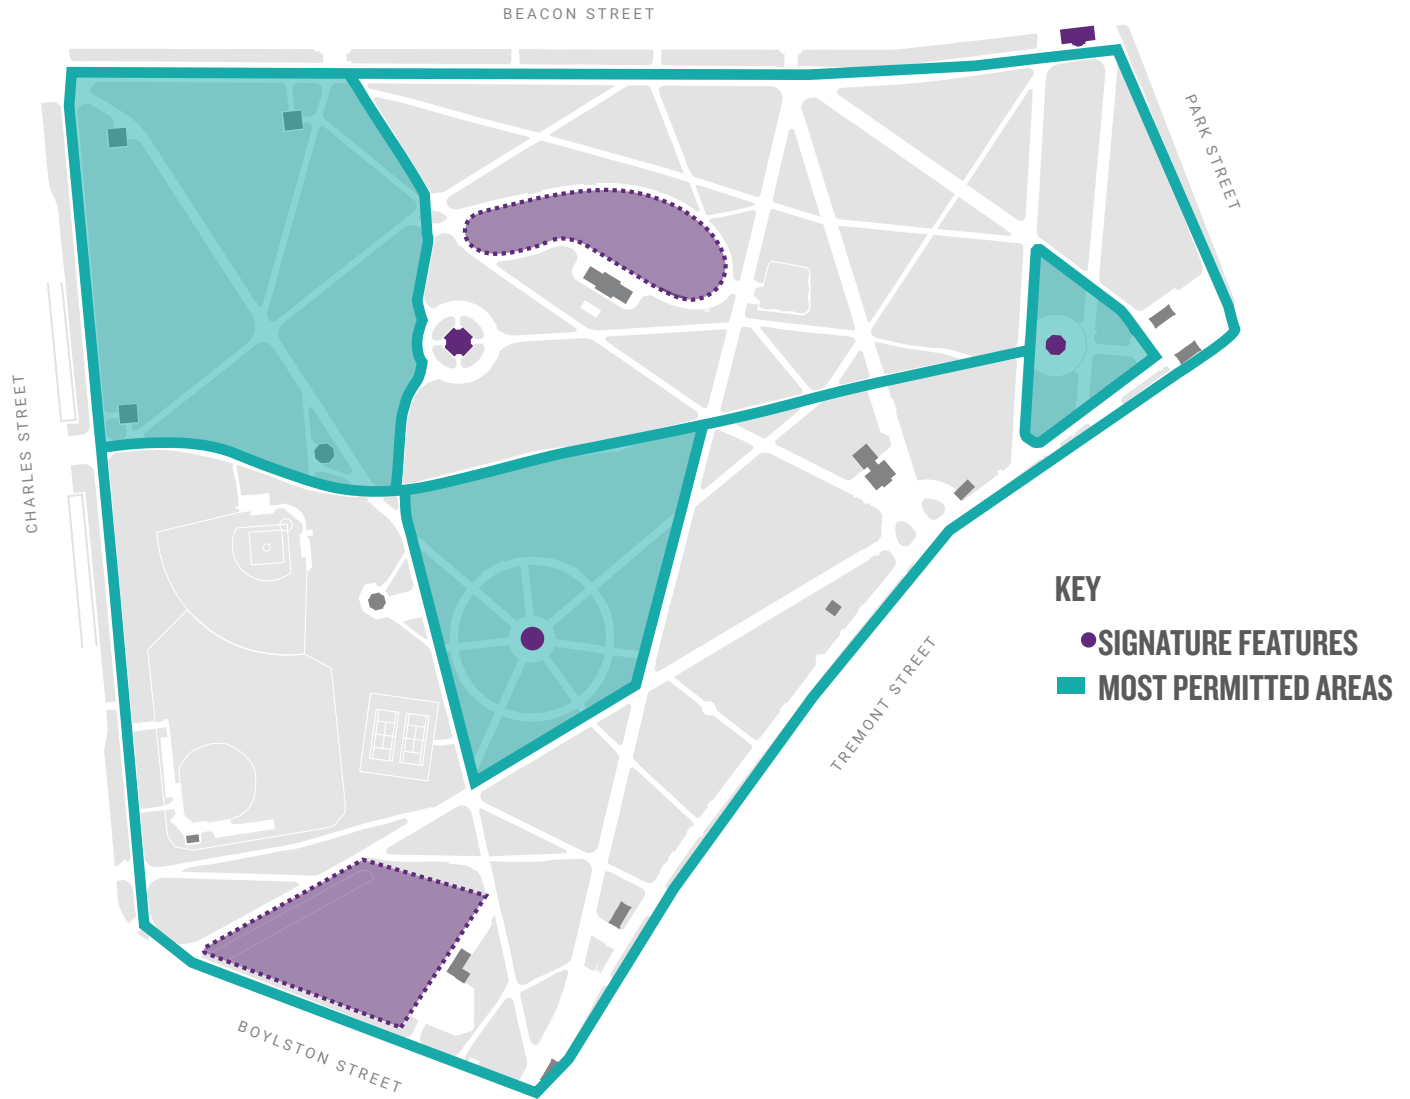 BEACON STREET
PARK STREET
CHARLES STREET
KEY
SIGNATURE FEATURES
MOST PERMITTED AREAS
TREMONT STREET
BOYLSTON STREET